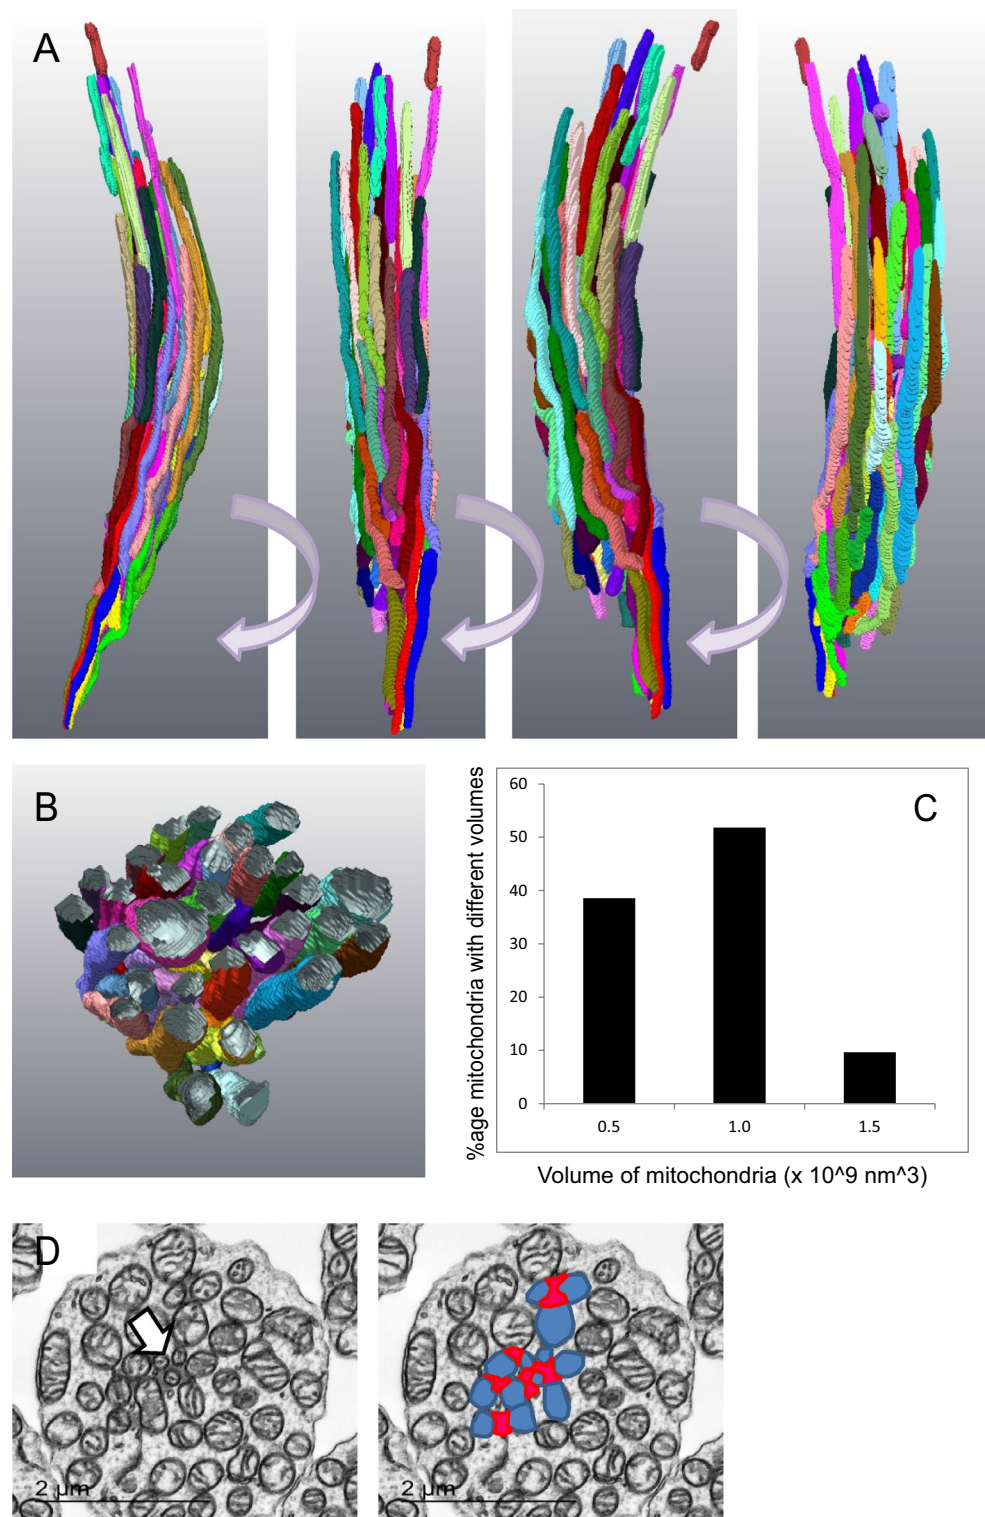 A
B
C
%age mitochondria with different volumes
60
50
40
30
20
10
0
0.5 1.0 1.5
Volume of mitochondria (x 10^9 nm^3)
D
2 µm
2 µm